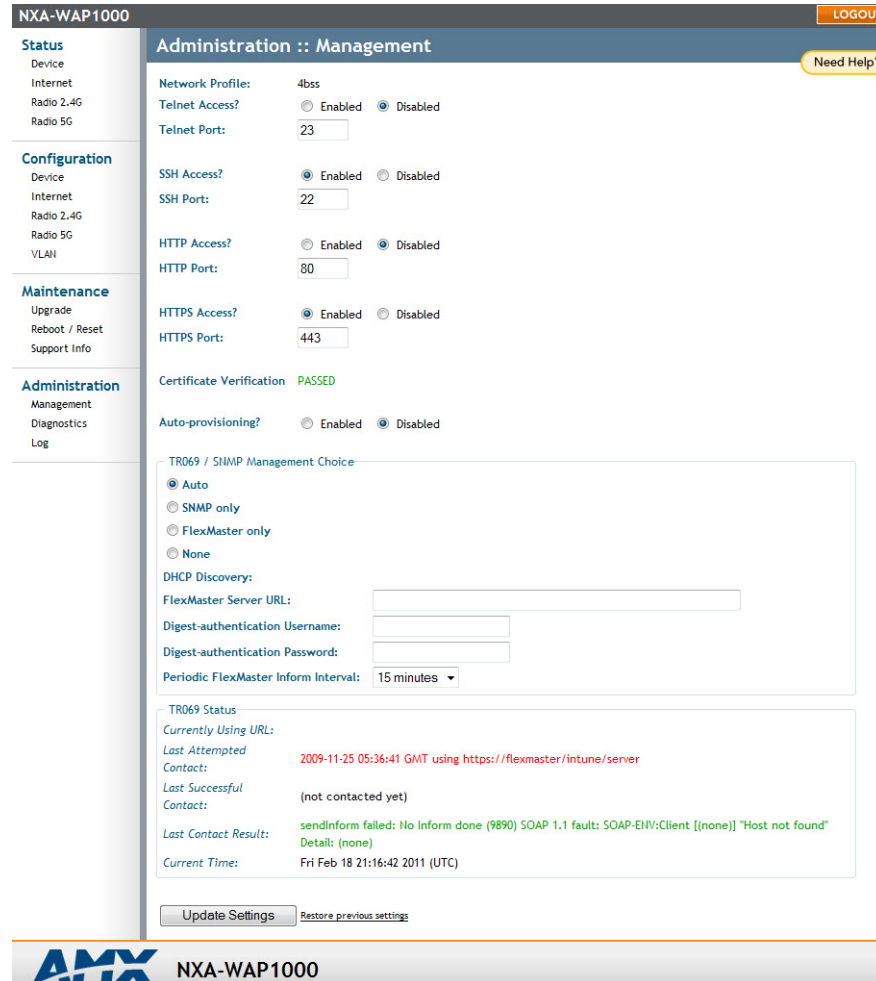 NXA-WAP1000
LOGOU
Status
Device
Internet
Radio 2.4G
Radio 5G
Configuration
Device
Internet
Radio 2.4G
Radio 5G
VLAN
Maintenance
Upgrade
Reboot / Reset
Support Info
Administration
Management
Diagnostics
Log
Administration :: Management
Need Help?
Network Profile: 4bss
Telnet Access? Enabled Disabled
Telnet Port: 23
SSH Access? Enabled Disabled
SSH Port: 22
HTTP Access? Enabled Disabled
HTTP Port: 80
HTTPS Access? Enabled Disabled
HTTPS Port: 443
Certificate Verification PASSED
Auto-provisioning? Enabled Disabled
TR069 / SNMP Management Choice
Auto
SNMP only
FlexMaster only
None
DHCP Discovery:
FlexMaster Server URL:
Digest-authentication Username:
Digest-authentication Password:
Periodic FlexMaster Inform Interval: 15 minutes
TR069 Status
Currently Using URL:
Last Attempted
Contact:
2009-11-25 05:36:41 GMT using https://flexmaster/intune/server
Last Successful
Contact:
(not contacted yet)
Last Contact Result:
sendInform failed: No Inform done (9890) SOAP 1.1 fault: SOAP-ENV:Client [(none)] "Host not found"
Detail: (none)
Current Time: Fri Feb 18 21:16:42 2011 (UTC)
Update Settings Restore previous settings
AMX
NXA-WAP1000